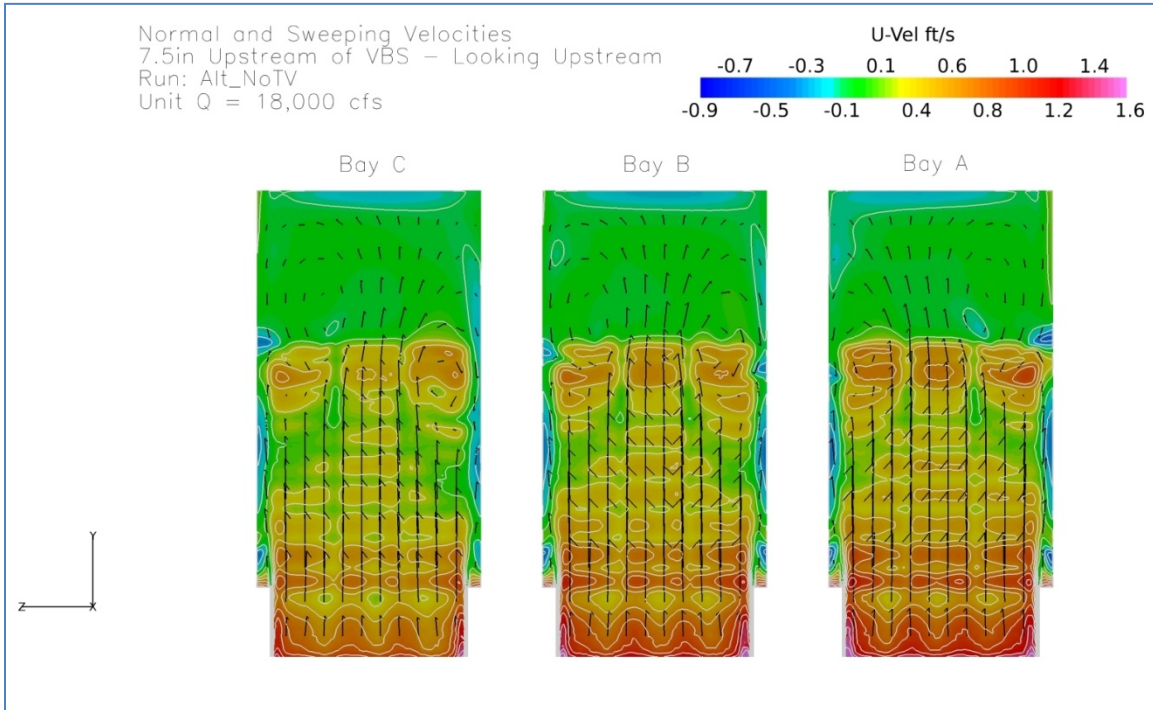 Normal and Sweeping Velocities
7.5in Upstream of VBS – Looking Upstream
Run: Alt_NoTV
Unit Q = 18,000 cfs
U-Vel ft/s
-0.7 -0.3 0.1 0.6 1.0 1.4
-0.9 -0.5 -0.1 0.4 0.8 1.2 1.6
Bay C Bay B Bay A
Y
Z X